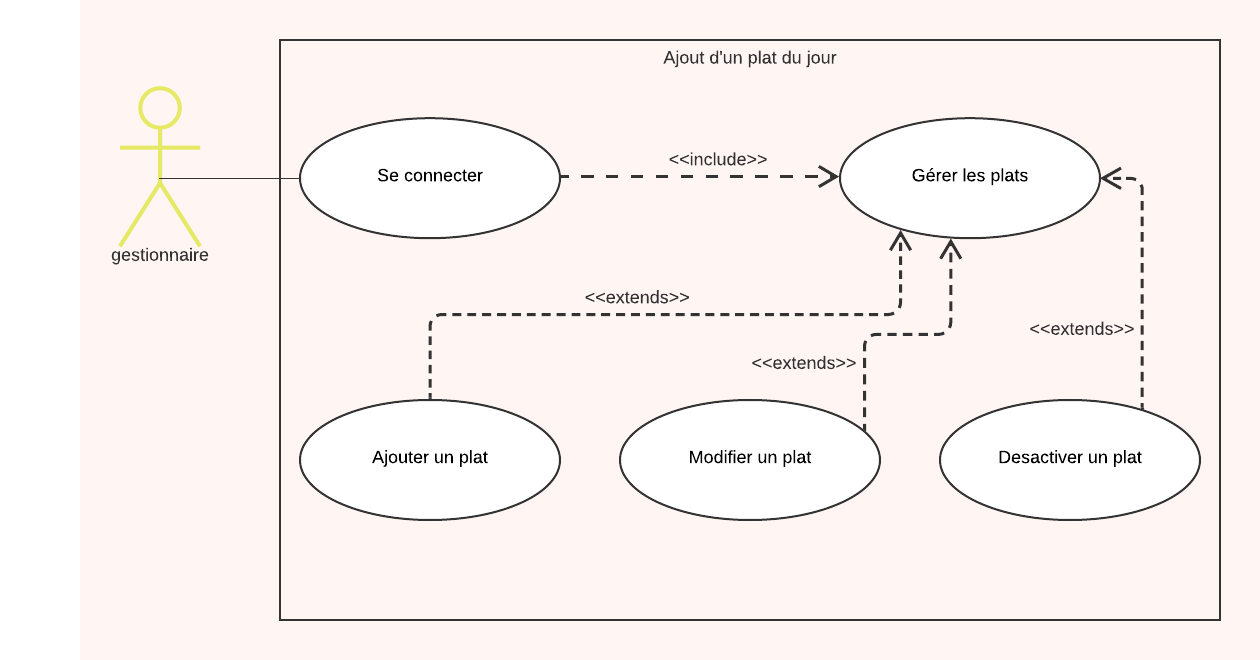 Ajout d'un plat du jour
<<include>>
Se connecter
Gérer les plats
gestionnaire
<<extends>>
<<extends>>
<<extends>>
Ajouter un plat
Modifier un plat
Desactiver un plat